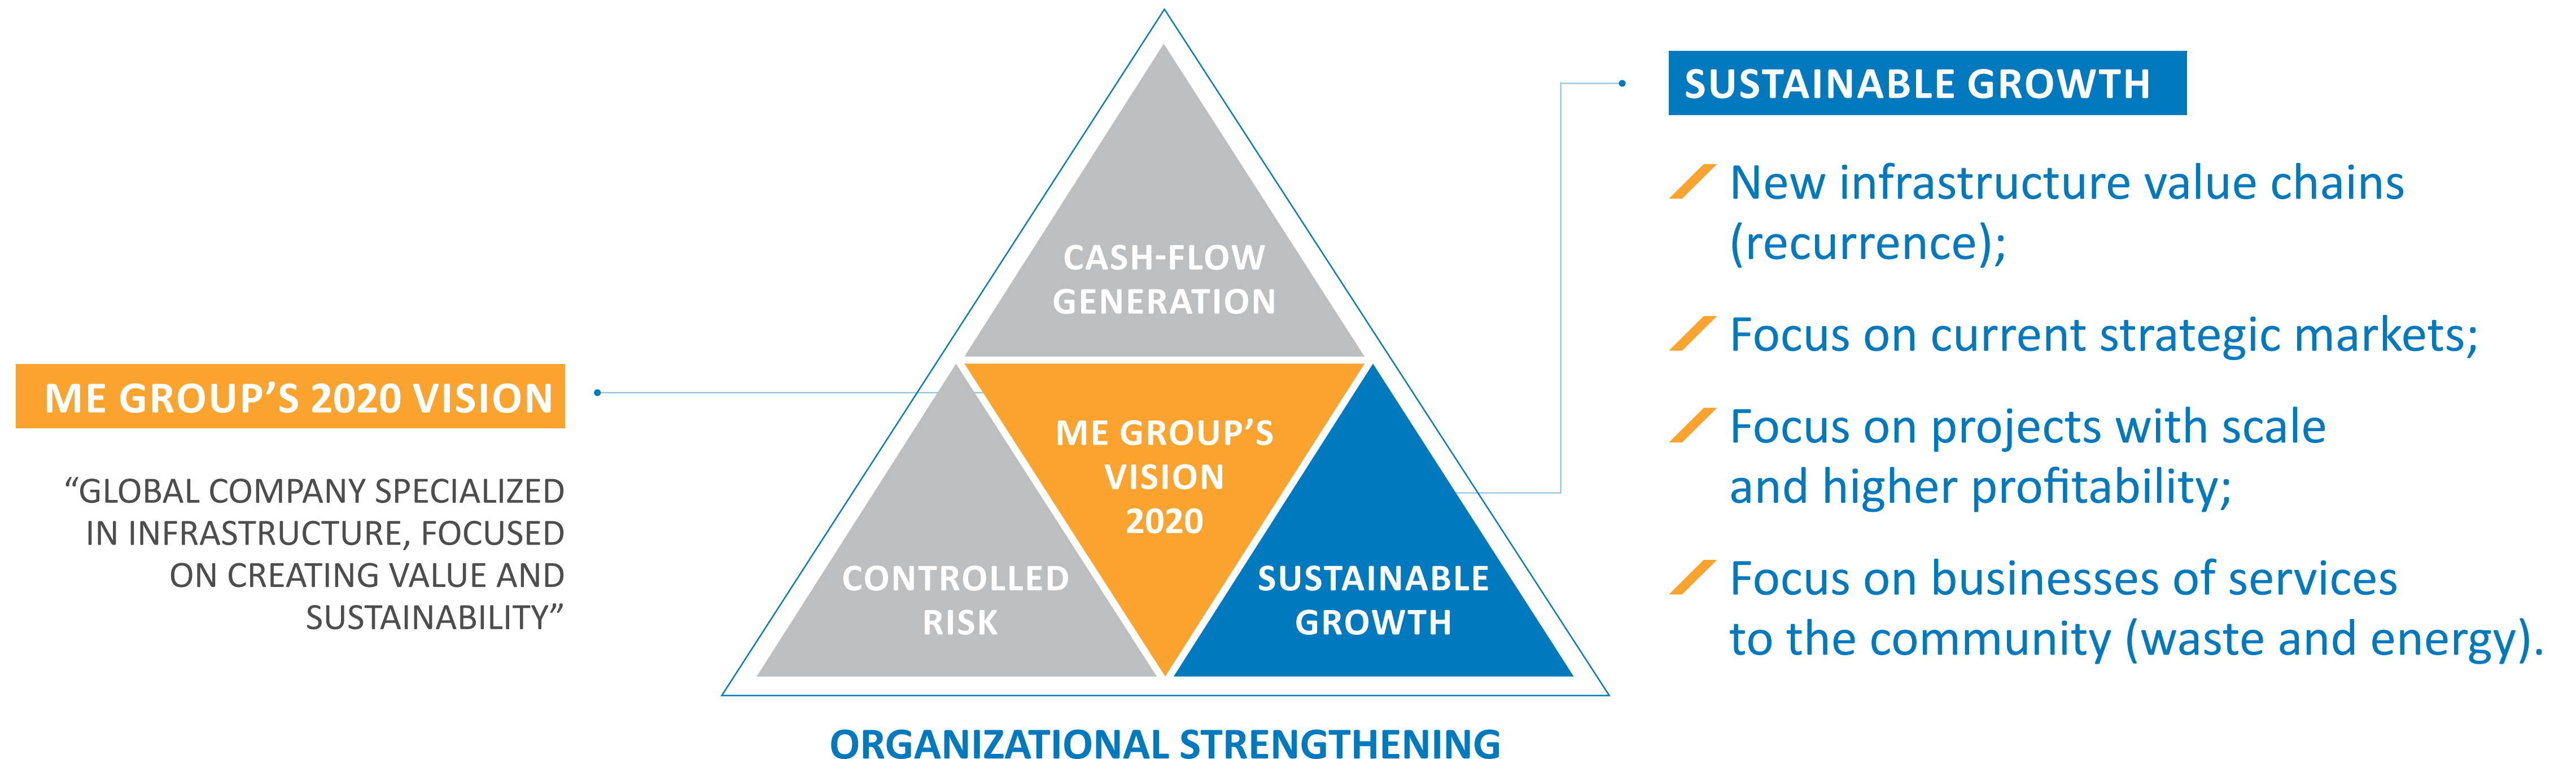 ME GROUP’S 2020 VISION
“GLOBAL COMPANY SPECIALIZED
IN INFRASTRUCTURE, FOCUSED
ON CREATING VALUE AND
SUSTAINABILITY”
CASH-FLOW
GENERATION
ME GROUP’S
VISION
2020
CONTROLLED
RISK
SUSTAINABLE
GROWTH
ORGANIZATIONAL STRENGTHENING
SUSTAINABLE GROWTH
New infrastructure value chains
(recurrence);
Focus on current strategic markets;
Focus on projects with scale
and higher profitability;
Focus on businesses of services
to the community (waste and energy).